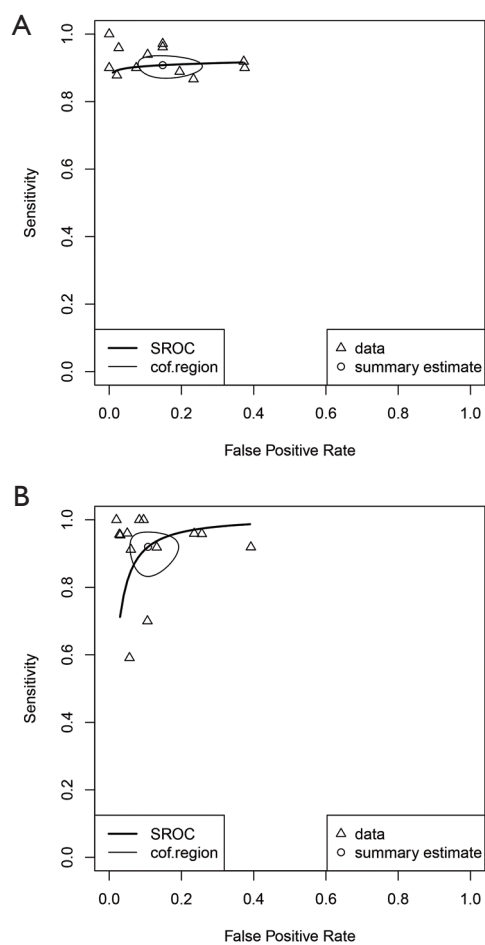 A
1.0
0.8
0.6
0.4
0.2
0.0
Sensitivity
SROC
cof.region
data
summary estimate
0.0 0.2 0.4 0.6 0.8 1.0
False Positive Rate
B
1.0
0.8
0.6
0.4
0.2
0.0
Sensitivity
SROC
cof.region
data
summary estimate
0.0 0.2 0.4 0.6 0.8 1.0
False Positive Rate